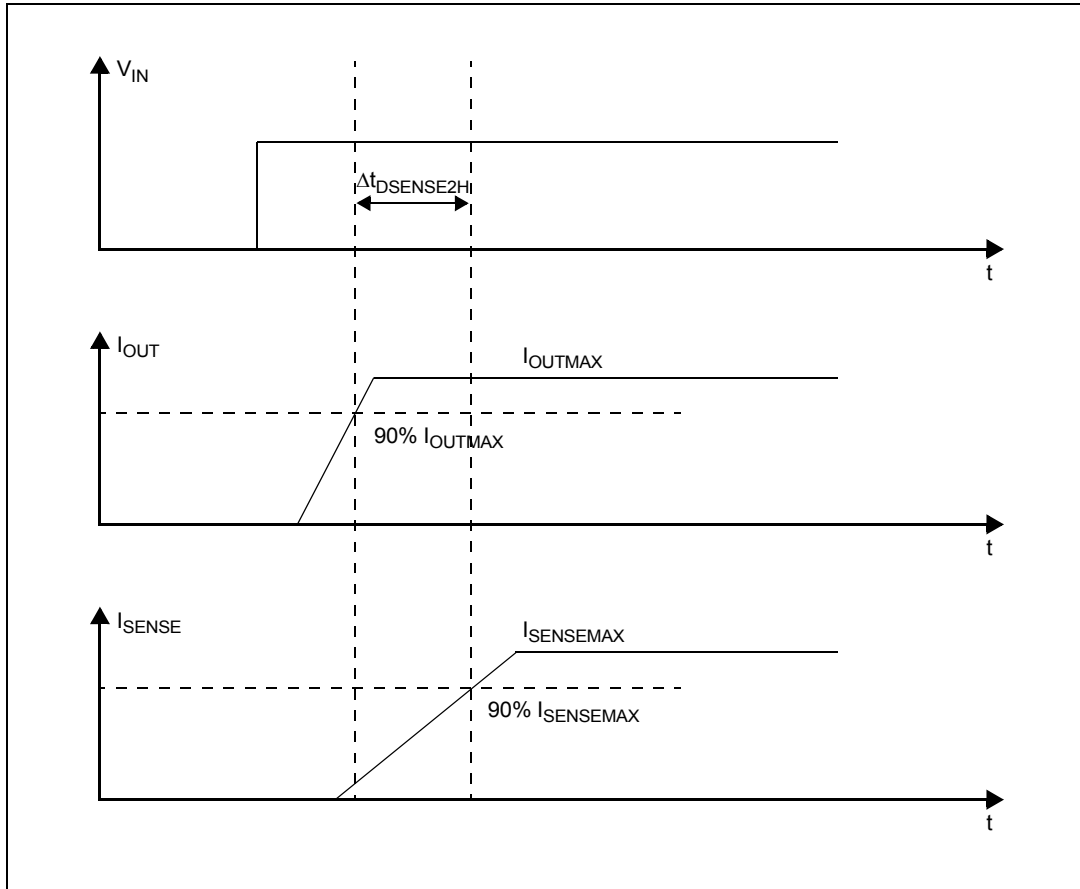 V_IN
Δt_DSENSE2H
t
I_OUT
I_OUTMAX
90% I_OUTMAX
t
I_SENSE
I_SENSEMAX
90% I_SENSEMAX
t